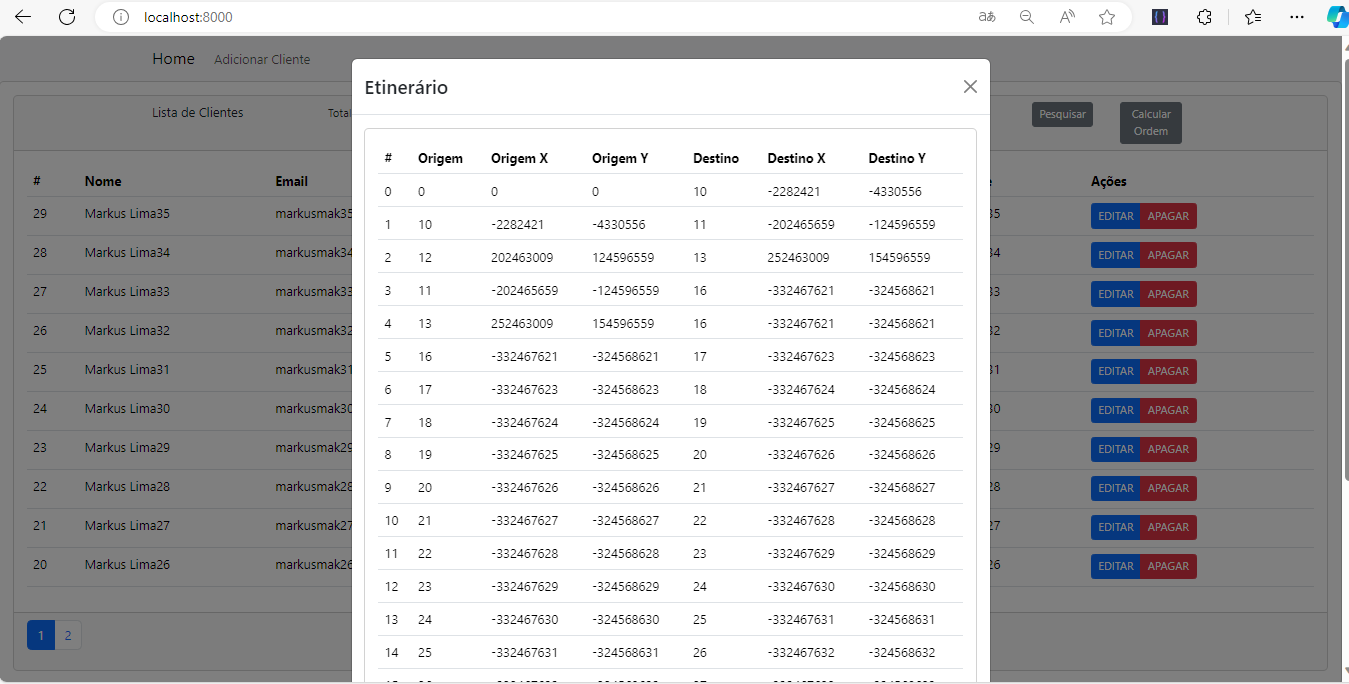 localhost:8000
Home Adicionar Cliente
Lista de Clientes Total
Pesquisar Calcular Ordem
# Nome Email Ações
29 Markus Lima35 markusmak35 35 EDITAR APAGAR
28 Markus Lima34 markusmak34 34 EDITAR APAGAR
27 Markus Lima33 markusmak33 33 EDITAR APAGAR
26 Markus Lima32 markusmak32 32 EDITAR APAGAR
25 Markus Lima31 markusmak31 31 EDITAR APAGAR
24 Markus Lima30 markusmak30 30 EDITAR APAGAR
23 Markus Lima29 markusmak29 29 EDITAR APAGAR
22 Markus Lima28 markusmak28 28 EDITAR APAGAR
21 Markus Lima27 markusmak27 27 EDITAR APAGAR
20 Markus Lima26 markusmak26 26 EDITAR APAGAR
1 2
Etinerário
# Origem Origem X Origem Y Destino Destino X Destino Y
0 0 0 0 10 -2282421 -4330556
1 10 -2282421 -4330556 11 -202465659 -124596559
2 12 202463009 124596559 13 252463009 154596559
3 11 -202465659 -124596559 16 -332467621 -324568621
4 13 252463009 154596559 16 -332467621 -324568621
5 16 -332467621 -324568621 17 -332467623 -324568623
6 17 -332467623 -324568623 18 -332467624 -324568624
7 18 -332467624 -324568624 19 -332467625 -324568625
8 19 -332467625 -324568625 20 -332467626 -324568626
9 20 -332467626 -324568626 21 -332467627 -324568627
10 21 -332467627 -324568627 22 -332467628 -324568628
11 22 -332467628 -324568628 23 -332467629 -324568629
12 23 -332467629 -324568629 24 -332467630 -324568630
13 24 -332467630 -324568630 25 -332467631 -324568631
14 25 -332467631 -324568631 26 -332467632 -324568632